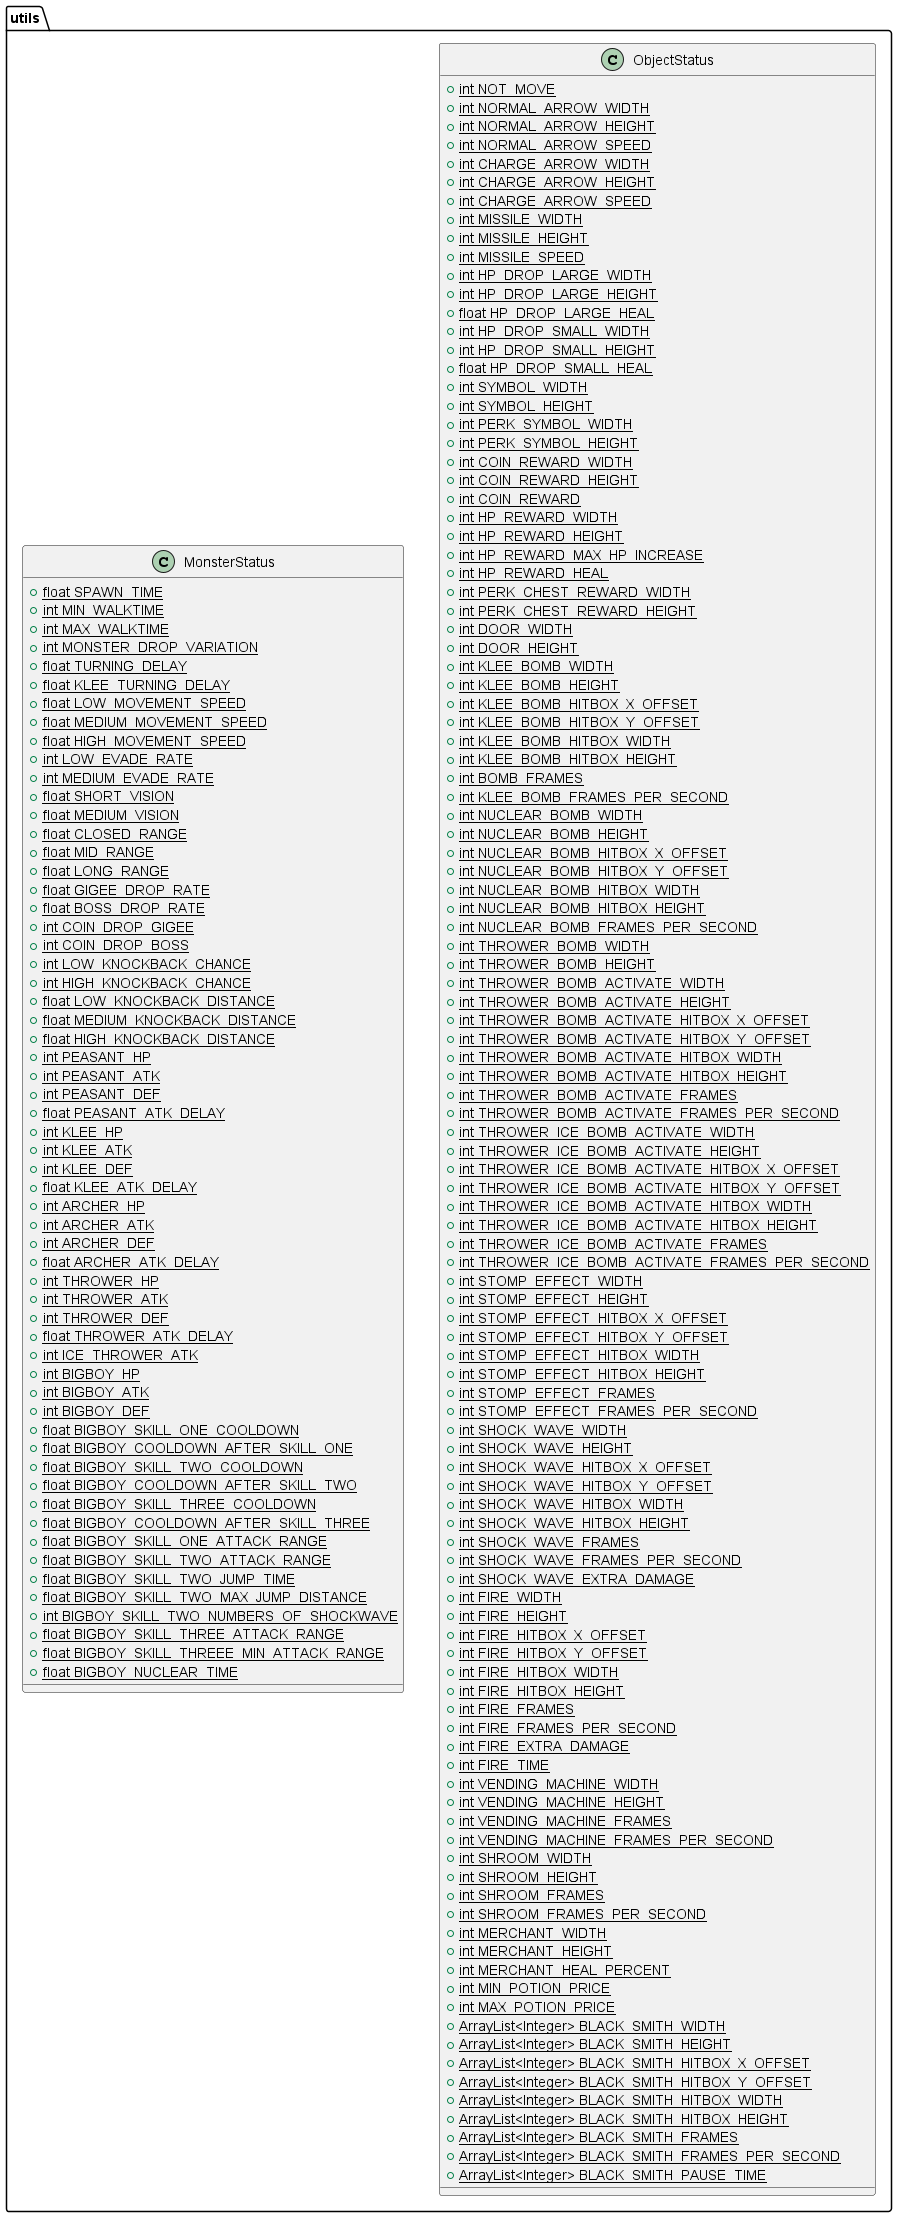 utils
ObjectStatus
int NOT_MOVE
int NORMAL_ARROW_WIDTH
int NORMAL_ARROW_HEIGHT
int NORMAL_ARROW_SPEED
int CHARGE_ARROW_WIDTH
int CHARGE_ARROW_HEIGHT
int CHARGE_ARROW_SPEED
int MISSILE_WIDTH
int MISSILE_HEIGHT
int MISSILE_SPEED
int HP_DROP_LARGE_WIDTH
int HP_DROP_LARGE_HEIGHT
float HP_DROP_LARGE_HEAL
int HP_DROP_SMALL_WIDTH
int HP_DROP_SMALL_HEIGHT
float HP_DROP_SMALL_HEAL
int SYMBOL_WIDTH
int SYMBOL_HEIGHT
int PERK_SYMBOL_WIDTH
int PERK_SYMBOL_HEIGHT
int COIN_REWARD_WIDTH
int COIN_REWARD_HEIGHT
int COIN_REWARD
int HP_REWARD_WIDTH
int HP_REWARD_HEIGHT
int HP_REWARD_MAX_HP_INCREASE
int HP_REWARD_HEAL
int PERK_CHEST_REWARD_WIDTH
int PERK_CHEST_REWARD_HEIGHT
int DOOR_WIDTH
int DOOR_HEIGHT
int KLEE_BOMB_WIDTH
int KLEE_BOMB_HEIGHT
int KLEE_BOMB_HITBOX_X_OFFSET
int KLEE_BOMB_HITBOX_Y_OFFSET
int KLEE_BOMB_HITBOX_WIDTH
int KLEE_BOMB_HITBOX_HEIGHT
int BOMB_FRAMES
int KLEE_BOMB_FRAMES_PER_SECOND
int NUCLEAR_BOMB_WIDTH
int NUCLEAR_BOMB_HEIGHT
int NUCLEAR_BOMB_HITBOX_X_OFFSET
int NUCLEAR_BOMB_HITBOX_Y_OFFSET
int NUCLEAR_BOMB_HITBOX_WIDTH
int NUCLEAR_BOMB_HITBOX_HEIGHT
int NUCLEAR_BOMB_FRAMES_PER_SECOND
int THROWER_BOMB_WIDTH
int THROWER_BOMB_HEIGHT
int THROWER_BOMB_ACTIVATE_WIDTH
int THROWER_BOMB_ACTIVATE_HEIGHT
int THROWER_BOMB_ACTIVATE_HITBOX_X_OFFSET
int THROWER_BOMB_ACTIVATE_HITBOX_Y_OFFSET
int THROWER_BOMB_ACTIVATE_HITBOX_WIDTH
int THROWER_BOMB_ACTIVATE_HITBOX_HEIGHT
int THROWER_BOMB_ACTIVATE_FRAMES
int THROWER_BOMB_ACTIVATE_FRAMES_PER_SECOND
int THROWER_ICE_BOMB_ACTIVATE_WIDTH
int THROWER_ICE_BOMB_ACTIVATE_HEIGHT
int THROWER_ICE_BOMB_ACTIVATE_HITBOX_X_OFFSET
int THROWER_ICE_BOMB_ACTIVATE_HITBOX_Y_OFFSET
int THROWER_ICE_BOMB_ACTIVATE_HITBOX_WIDTH
int THROWER_ICE_BOMB_ACTIVATE_HITBOX_HEIGHT
int THROWER_ICE_BOMB_ACTIVATE_FRAMES
int THROWER_ICE_BOMB_ACTIVATE_FRAMES_PER_SECOND
int STOMP_EFFECT_WIDTH
int STOMP_EFFECT_HEIGHT
int STOMP_EFFECT_HITBOX_X_OFFSET
int STOMP_EFFECT_HITBOX_Y_OFFSET
int STOMP_EFFECT_HITBOX_WIDTH
int STOMP_EFFECT_HITBOX_HEIGHT
int STOMP_EFFECT_FRAMES
int STOMP_EFFECT_FRAMES_PER_SECOND
int SHOCK_WAVE_WIDTH
int SHOCK_WAVE_HEIGHT
int SHOCK_WAVE_HITBOX_X_OFFSET
int SHOCK_WAVE_HITBOX_Y_OFFSET
int SHOCK_WAVE_HITBOX_WIDTH
int SHOCK_WAVE_HITBOX_HEIGHT
int SHOCK_WAVE_FRAMES
int SHOCK_WAVE_FRAMES_PER_SECOND
int SHOCK_WAVE_EXTRA_DAMAGE
int FIRE_WIDTH
int FIRE_HEIGHT
int FIRE_HITBOX_X_OFFSET
int FIRE_HITBOX_Y_OFFSET
int FIRE_HITBOX_WIDTH
int FIRE_HITBOX_HEIGHT
int FIRE_FRAMES
int FIRE_FRAMES_PER_SECOND
int FIRE_EXTRA_DAMAGE
int FIRE_TIME
int VENDING_MACHINE_WIDTH
int VENDING_MACHINE_HEIGHT
int VENDING_MACHINE_FRAMES
int VENDING_MACHINE_FRAMES_PER_SECOND
int SHROOM_WIDTH
int SHROOM_HEIGHT
int SHROOM_FRAMES
int SHROOM_FRAMES_PER_SECOND
int MERCHANT_WIDTH
int MERCHANT_HEIGHT
int MERCHANT_HEAL_PERCENT
int MIN_POTION_PRICE
int MAX_POTION_PRICE
ArrayList<Integer> BLACK_SMITH_WIDTH
ArrayList<Integer> BLACK_SMITH_HEIGHT
ArrayList<Integer> BLACK_SMITH_HITBOX_X_OFFSET
ArrayList<Integer> BLACK_SMITH_HITBOX_Y_OFFSET
ArrayList<Integer> BLACK_SMITH_HITBOX_WIDTH
ArrayList<Integer> BLACK_SMITH_HITBOX_HEIGHT
ArrayList<Integer> BLACK_SMITH_FRAMES
ArrayList<Integer> BLACK_SMITH_FRAMES_PER_SECOND
ArrayList<Integer> BLACK_SMITH_PAUSE_TIME
MonsterStatus
float SPAWN_TIME
int MIN_WALKTIME
int MAX_WALKTIME
int MONSTER_DROP_VARIATION
float TURNING_DELAY
float KLEE_TURNING_DELAY
float LOW_MOVEMENT_SPEED
float MEDIUM_MOVEMENT_SPEED
float HIGH_MOVEMENT_SPEED
int LOW_EVADE_RATE
int MEDIUM_EVADE_RATE
float SHORT_VISION
float MEDIUM_VISION
float CLOSED_RANGE
float MID_RANGE
float LONG_RANGE
float GIGEE_DROP_RATE
float BOSS_DROP_RATE
int COIN_DROP_GIGEE
int COIN_DROP_BOSS
int LOW_KNOCKBACK_CHANCE
int HIGH_KNOCKBACK_CHANCE
float LOW_KNOCKBACK_DISTANCE
float MEDIUM_KNOCKBACK_DISTANCE
float HIGH_KNOCKBACK_DISTANCE
int PEASANT_HP
int PEASANT_ATK
int PEASANT_DEF
float PEASANT_ATK_DELAY
int KLEE_HP
int KLEE_ATK
int KLEE_DEF
float KLEE_ATK_DELAY
int ARCHER_HP
int ARCHER_ATK
int ARCHER_DEF
float ARCHER_ATK_DELAY
int THROWER_HP
int THROWER_ATK
int THROWER_DEF
float THROWER_ATK_DELAY
int ICE_THROWER_ATK
int BIGBOY_HP
int BIGBOY_ATK
int BIGBOY_DEF
float BIGBOY_SKILL_ONE_COOLDOWN
float BIGBOY_COOLDOWN_AFTER_SKILL_ONE
float BIGBOY_SKILL_TWO_COOLDOWN
float BIGBOY_COOLDOWN_AFTER_SKILL_TWO
float BIGBOY_SKILL_THREE_COOLDOWN
float BIGBOY_COOLDOWN_AFTER_SKILL_THREE
float BIGBOY_SKILL_ONE_ATTACK_RANGE
float BIGBOY_SKILL_TWO_ATTACK_RANGE
float BIGBOY_SKILL_TWO_JUMP_TIME
float BIGBOY_SKILL_TWO_MAX_JUMP_DISTANCE
int BIGBOY_SKILL_TWO_NUMBERS_OF_SHOCKWAVE
float BIGBOY_SKILL_THREE_ATTACK_RANGE
float BIGBOY_SKILL_THREEE_MIN_ATTACK_RANGE
float BIGBOY_NUCLEAR_TIME